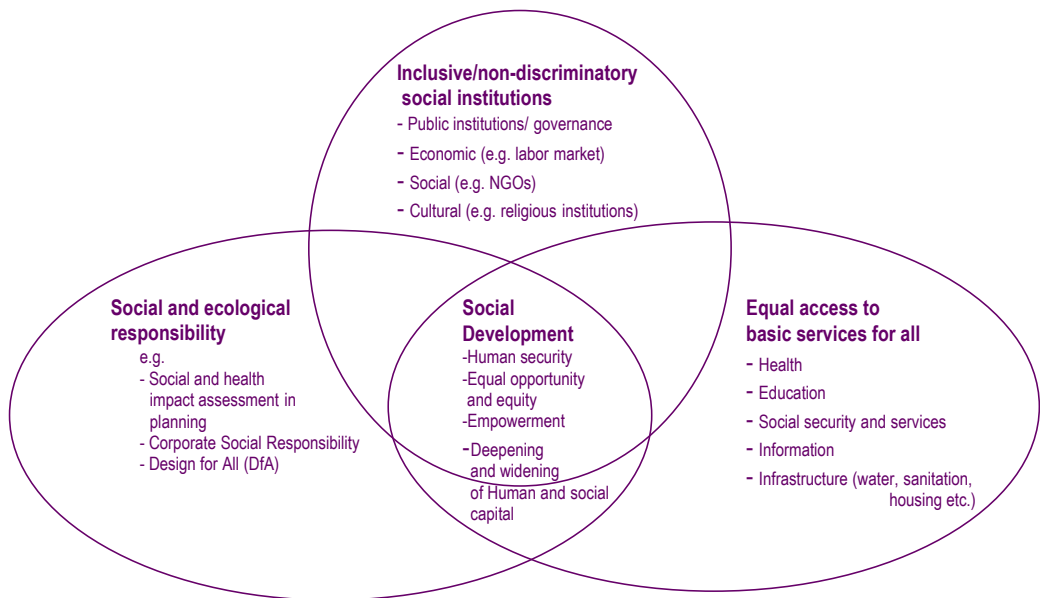 Inclusive/non-discriminatory
social institutions
- Public institutions/ governance
- Economic (e.g. labor market)
- Social (e.g. NGOs)
- Cultural (e.g. religious institutions)
Social and ecological
responsibility
e.g.
- Social and health
impact assessment in
planning
- Corporate Social Responsibility
- Design for All (DfA)
Social
Development
-Human security
-Equal opportunity
and equity
-Empowerment
-Deepening
and widening
of Human and social
capital
Equal access to
basic services for all
- Health
- Education
- Social security and services
- Information
- Infrastructure (water, sanitation,
housing etc.)